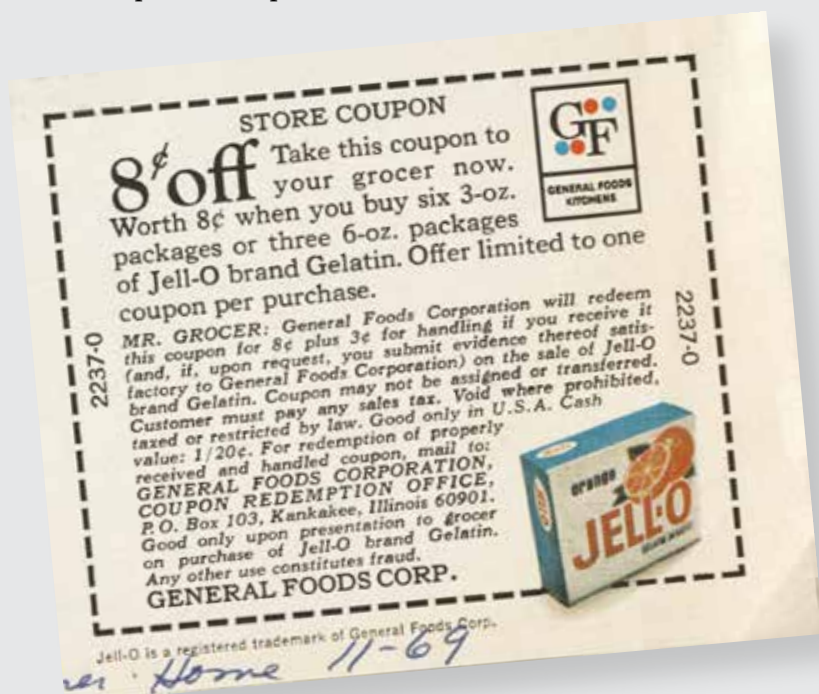 STORE COUPON
8¢ off Take this coupon to
your grocer now.
Worth 8¢ when you buy six 3-oz.
packages or three 6-oz. packages
of Jell-O brand Gelatin. Offer limited to one
coupon per purchase.
GF
GENERAL FOODS
KITCHENS
2237-0
MR. GROCER: General Foods Corporation will redeem
this coupon for 8¢ plus 3¢ for handling if you receive it
(and, if, upon request, you submit evidence thereof satis-
factory to General Foods Corporation) on the sale of Jell-O
brand Gelatin. Coupon may not be assigned or transferred.
Customer must pay any sales tax. Void where prohibited,
taxed or restricted by law. Good only in U.S.A. Cash
value: 1/20¢. For redemption of properly
received and handled coupon, mail to:
GENERAL FOODS CORPORATION,
COUPON REDEMPTION OFFICE,
P.O. Box 103, Kankakee, Illinois 60901.
Good only upon presentation to grocer
on purchase of Jell-O brand Gelatin.
Any other use constitutes fraud.
GENERAL FOODS CORP.
2237-0
orange
JELL-O
Jell-O is a registered trademark of General Foods Corp.
Home 11-69